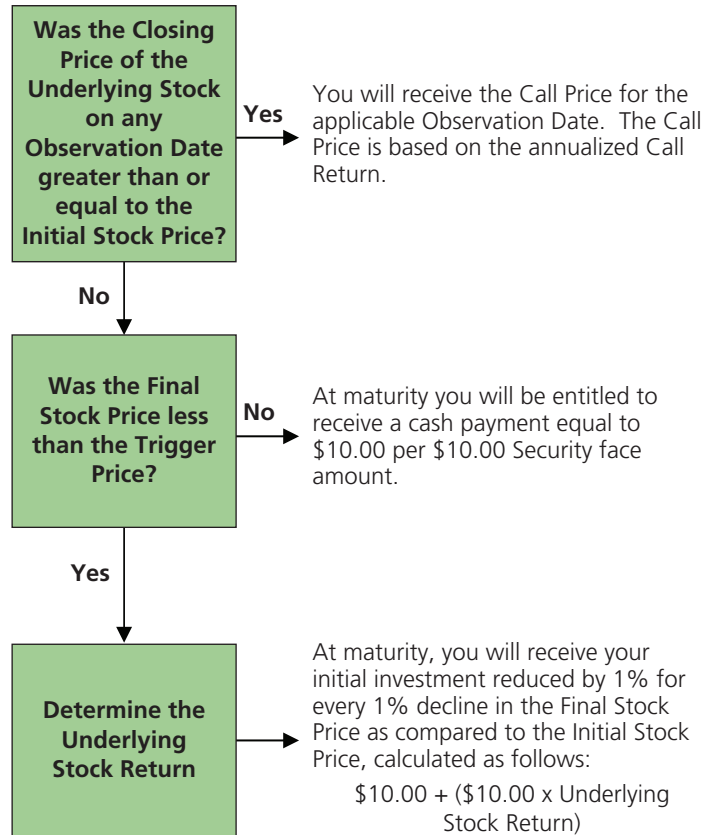 Was the Closing
Price of the
Underlying Stock
on any
Observation Date
greater than or
equal to the
Initial Stock Price?
Yes
You will receive the Call Price for the
applicable Observation Date. The Call
Price is based on the annualized Call
Return.
No
Was the Final
Stock Price less
than the Trigger
Price?
No
At maturity you will be entitled to
receive a cash payment equal to
$10.00 per $10.00 Security face
amount.
Yes
Determine the
Underlying
Stock Return
At maturity, you will receive your
initial investment reduced by 1% for
every 1% decline in the Final Stock
Price as compared to the Initial Stock
Price, calculated as follows:
$10.00 + ($10.00 x Underlying
Stock Return)